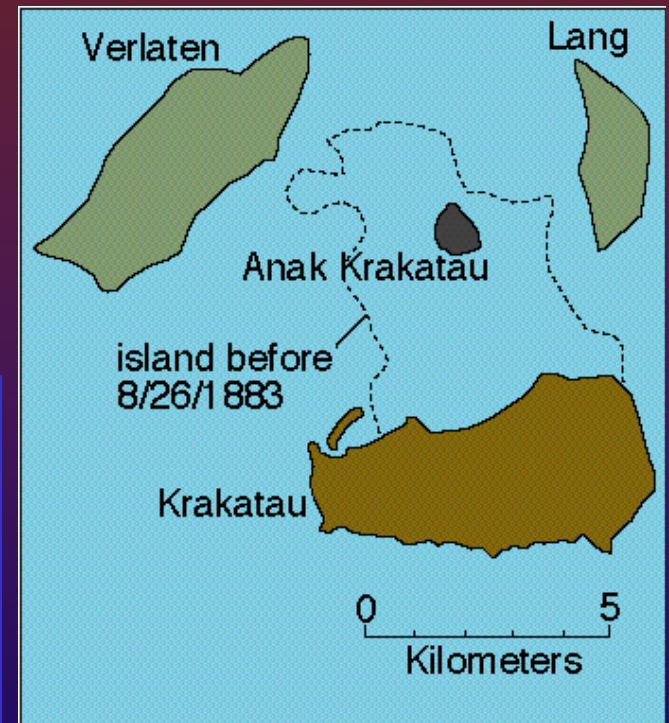 Verlaten
Lang
Anak Krakatau
island before
8/26/1883
Krakatau
0 5
Kilometers